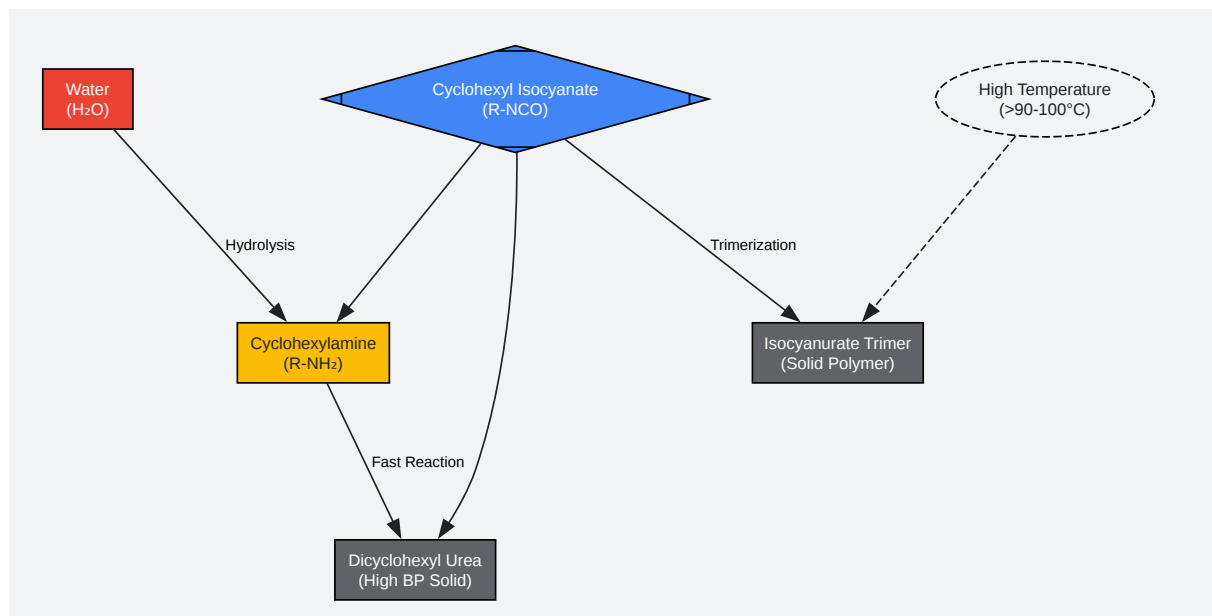 Water
(H₂O)
Cyclohexyl Isocyanate
(R-NCO)
High Temperature
(>90-100°C)
Hydrolysis
Trimerization
Cyclohexylamine
(R-NH₂)
Isocyanurate Trimer
(Solid Polymer)
Fast Reaction
Dicyclohexyl Urea
(High BP Solid)